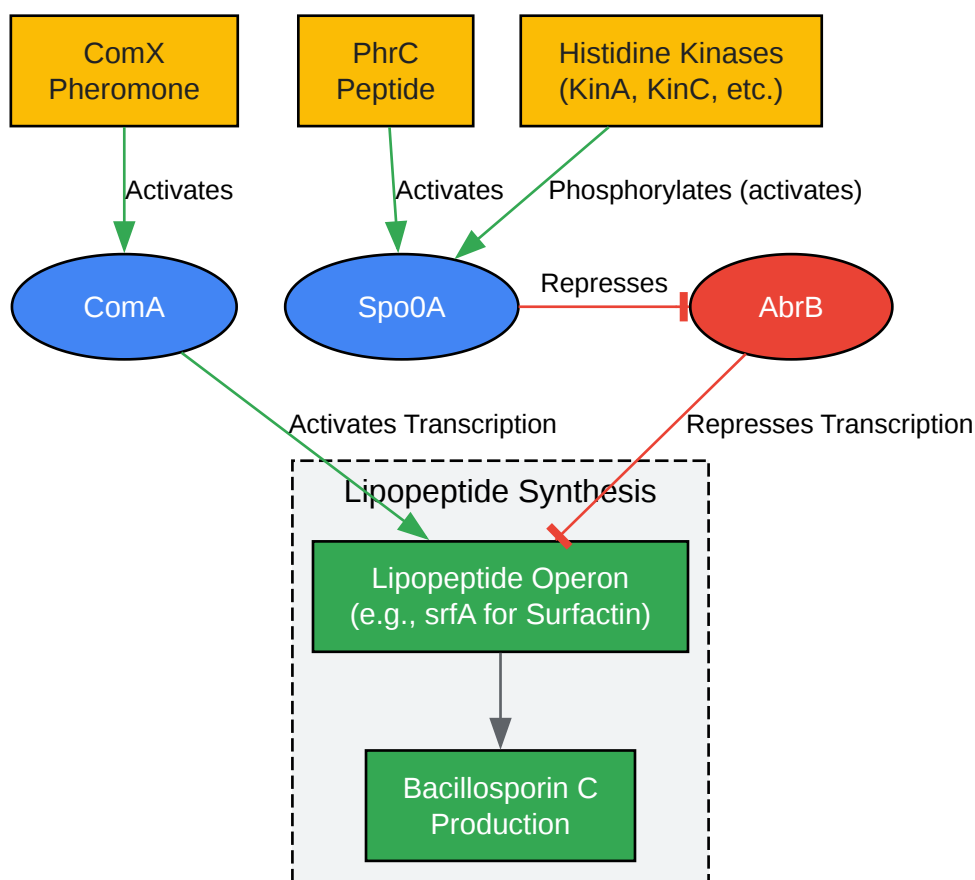 ComX
Pheromone
PhrC
Peptide
Histidine Kinases
(KinA, KinC, etc.)
Activates
Activates
Phosphorylates (activates)
ComA
Spo0A
Represses
AbrB
Activates Transcription
Represses Transcription
Lipopeptide Synthesis
Lipopeptide Operon
(e.g., srfA for Surfactin)
Bacillosporin C
Production